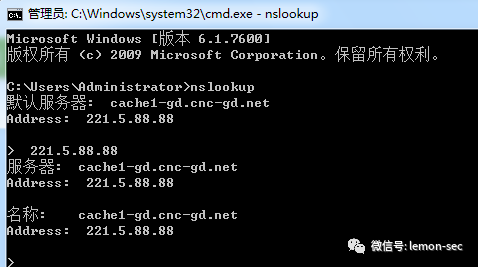 管理员: C:\Windows\system32\cmd.exe - nslookup
Microsoft Windows [版本 6.1.7600]
版权所有 (c) 2009 Microsoft Corporation。保留所有权利。
C:\Users\Administrator>nslookup
默认服务器:  cache1-gd.cnc-gd.net
Address:  221.5.88.88
>  221.5.88.88
服务器:  cache1-gd.cnc-gd.net
Address:  221.5.88.88
名称:    cache1-gd.cnc-gd.net
Address:  221.5.88.88
>
微信号: lemon-sec